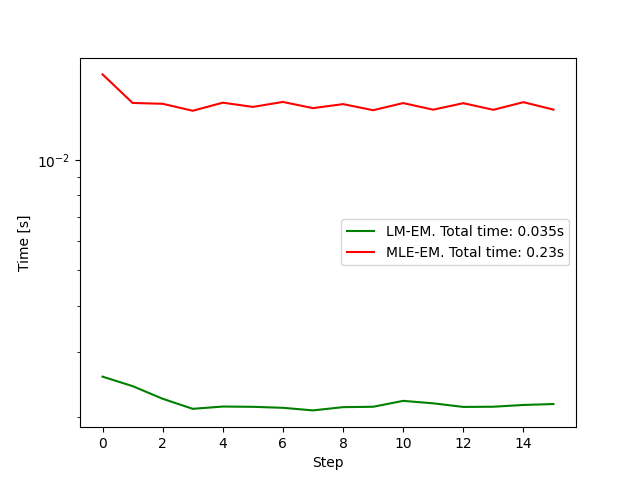 10⁻²
Time [s]
LM-EM. Total time: 0.035s
MLE-EM. Total time: 0.23s
0 2 4 6 8 10 12 14
Step